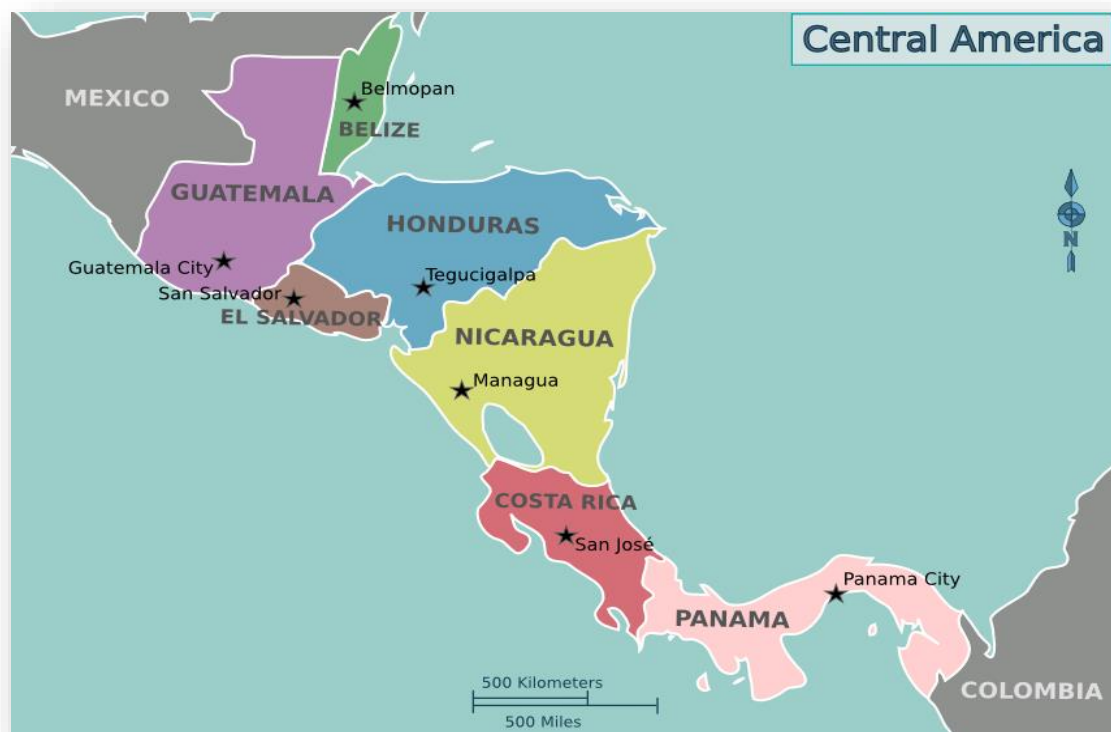 Central America
MEXICO
Belmopan
BELIZE
GUATEMALA
HONDURAS
Guatemala City
Tegucigalpa
San Salvador
EL SALVADOR
N
NICARAGUA
Managua
COSTA RICA
San José
Panama City
PANAMA
COLOMBIA
500 Kilometers
500 Miles